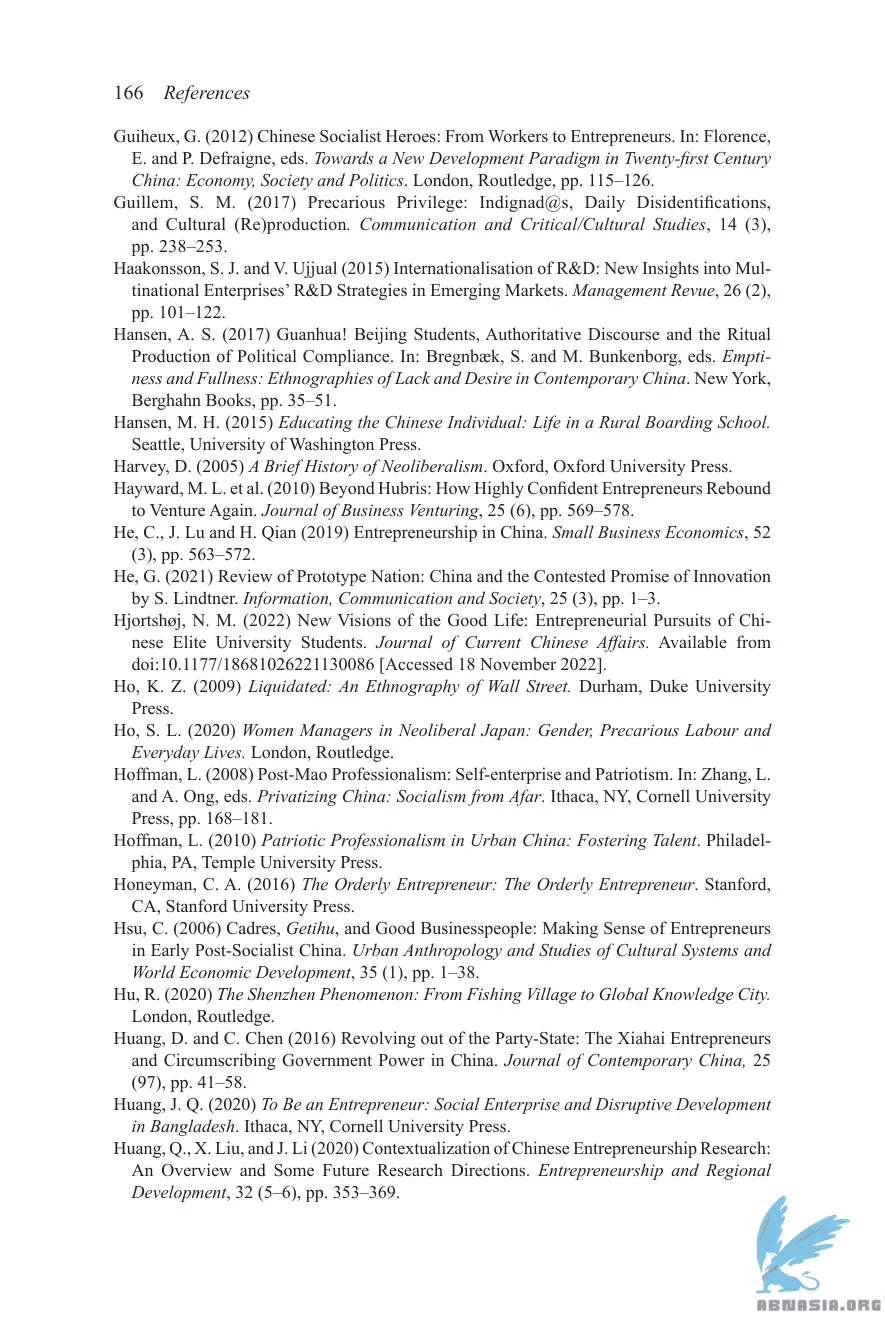 166 References
Guiheux, G. (2012) Chinese Socialist Heroes: From Workers to Entrepreneurs. In: Florence,
E. and P. Defraigne, eds. Towards a New Development Paradigm in Twenty-first Century
China: Economy, Society and Politics. London, Routledge, pp. 115–126.
Guillem, S. M. (2017) Precarious Privilege: Indignad@s, Daily Disidentifications,
and Cultural (Re)production. Communication and Critical/Cultural Studies, 14 (3),
pp. 238–253.
Haakonsson, S. J. and V. Ujjual (2015) Internationalisation of R&D: New Insights into Mul-
tinational Enterprises’ R&D Strategies in Emerging Markets. Management Revue, 26 (2),
pp. 101–122.
Hansen, A. S. (2017) Guanhua! Beijing Students, Authoritative Discourse and the Ritual
Production of Political Compliance. In: Bregnbæk, S. and M. Bunkenborg, eds. Empti-
ness and Fullness: Ethnographies of Lack and Desire in Contemporary China. New York,
Berghahn Books, pp. 35–51.
Hansen, M. H. (2015) Educating the Chinese Individual: Life in a Rural Boarding School.
Seattle, University of Washington Press.
Harvey, D. (2005) A Brief History of Neoliberalism. Oxford, Oxford University Press.
Hayward, M. L. et al. (2010) Beyond Hubris: How Highly Confident Entrepreneurs Rebound
to Venture Again. Journal of Business Venturing, 25 (6), pp. 569–578.
He, C., J. Lu and H. Qian (2019) Entrepreneurship in China. Small Business Economics, 52
(3), pp. 563–572.
He, G. (2021) Review of Prototype Nation: China and the Contested Promise of Innovation
by S. Lindtner. Information, Communication and Society, 25 (3), pp. 1–3.
Hjortshøj, N. M. (2022) New Visions of the Good Life: Entrepreneurial Pursuits of Chi-
nese Elite University Students. Journal of Current Chinese Affairs. Available from
doi:10.1177/18681026221130086 [Accessed 18 November 2022].
Ho, K. Z. (2009) Liquidated: An Ethnography of Wall Street. Durham, Duke University
Press.
Ho, S. L. (2020) Women Managers in Neoliberal Japan: Gender, Precarious Labour and
Everyday Lives. London, Routledge.
Hoffman, L. (2008) Post-Mao Professionalism: Self-enterprise and Patriotism. In: Zhang, L.
and A. Ong, eds. Privatizing China: Socialism from Afar. Ithaca, NY, Cornell University
Press, pp. 168–181.
Hoffman, L. (2010) Patriotic Professionalism in Urban China: Fostering Talent. Philadel-
phia, PA, Temple University Press.
Honeyman, C. A. (2016) The Orderly Entrepreneur: The Orderly Entrepreneur. Stanford,
CA, Stanford University Press.
Hsu, C. (2006) Cadres, Getihu, and Good Businesspeople: Making Sense of Entrepreneurs
in Early Post-Socialist China. Urban Anthropology and Studies of Cultural Systems and
World Economic Development, 35 (1), pp. 1–38.
Hu, R. (2020) The Shenzhen Phenomenon: From Fishing Village to Global Knowledge City.
London, Routledge.
Huang, D. and C. Chen (2016) Revolving out of the Party-State: The Xiahai Entrepreneurs
and Circumscribing Government Power in China. Journal of Contemporary China, 25
(97), pp. 41–58.
Huang, J. Q. (2020) To Be an Entrepreneur: Social Enterprise and Disruptive Development
in Bangladesh. Ithaca, NY, Cornell University Press.
Huang, Q., X. Liu, and J. Li (2020) Contextualization of Chinese Entrepreneurship Research:
An Overview and Some Future Research Directions. Entrepreneurship and Regional
Development, 32 (5–6), pp. 353–369.
ABNASIA.ORG